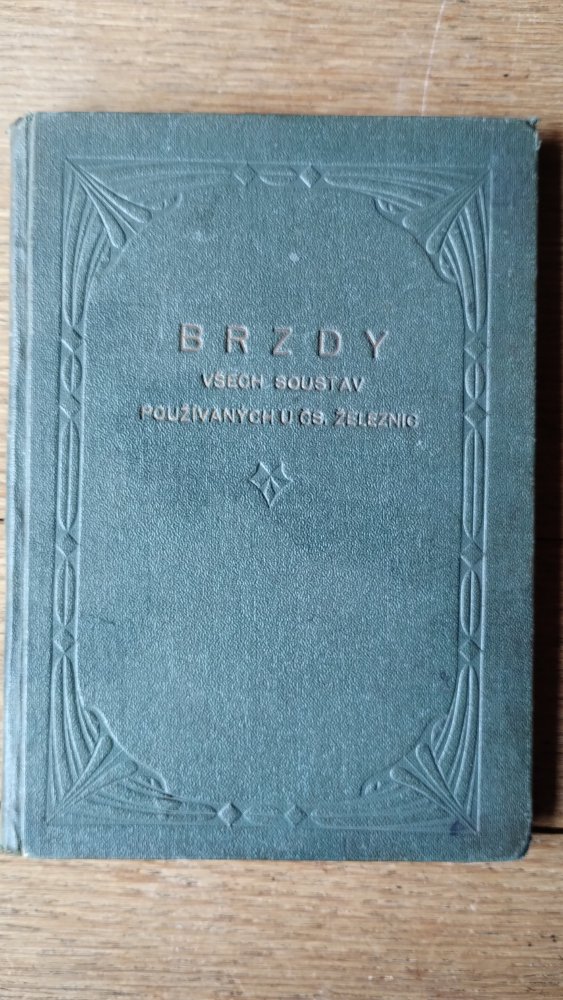 BRZDY
VŠECH SOUSTAV
POUŽÍVANÝCH U ČS. ŽELEZNIC